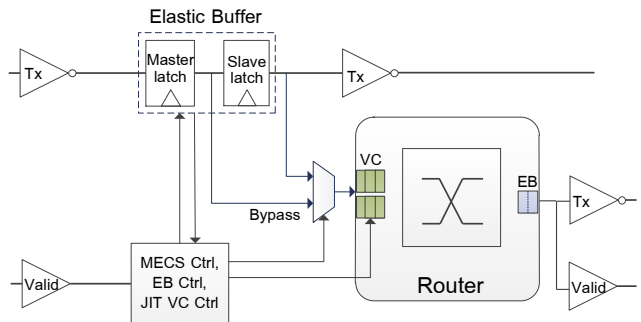 Elastic Buffer
Tx
Master
latch
Slave
latch
Tx
VC
EB
Tx
Bypass
MECS Ctrl,
EB Ctrl,
JIT VC Ctrl
Valid
Router
Valid